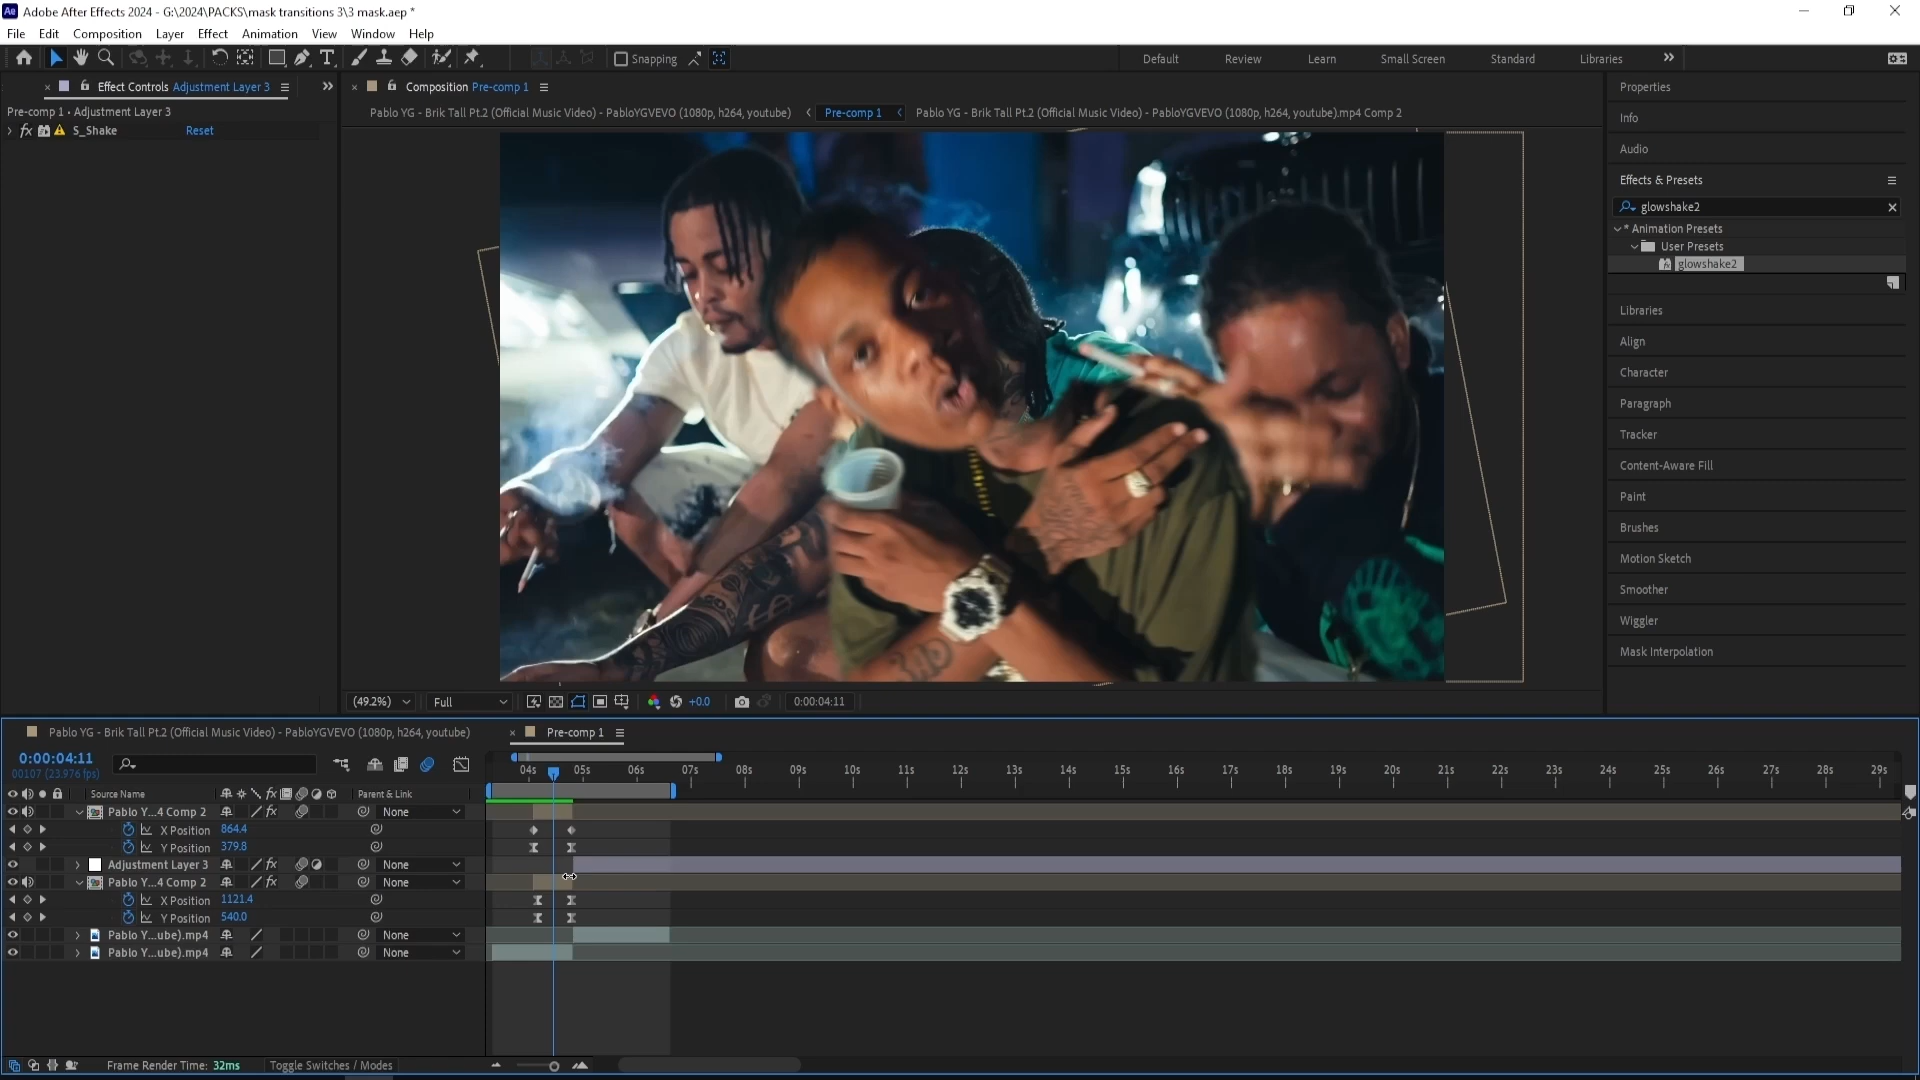 Adobe After Effects 2024 - G:\2024\PACKS\mask transitions 3\3 mask.aep *
File Edit Composition Layer Effect Animation View Window Help
Snapping
Default Review Learn Small Screen Standard Libraries
Effect Controls Adjustment Layer 3
Pre-comp 1 • Adjustment Layer 3
fx S_Shake Reset
Composition Pre-comp 1
Pablo YG - Brik Tall Pt.2 (Official Music Video) - PabloYGVEVO (1080p, h264, youtube) Pre-comp 1 Pablo YG - Brik Tall Pt.2 (Official Music Video) - PabloYGVEVO (1080p, h264, youtube).mp4 Comp 2
Properties
Info
Audio
Effects & Presets
glowshake2
* Animation Presets
User Presets
glowshake2
Libraries
Align
Character
Paragraph
Tracker
Content-Aware Fill
Paint
Brushes
Motion Sketch
Smoother
Wiggler
Mask Interpolation
(49.2%) Full +0.0 0:00:04:11
Pablo YG - Brik Tall Pt.2 (Official Music Video) - PabloYGVEVO (1080p, h264, youtube) Pre-comp 1
0:00:04:11
00107 (23.976 fps)
04s 05s 06s 07s 08s 09s 10s 11s 12s 13s 14s 15s 16s 17s 18s 19s 20s 21s 22s 23s 24s 25s 26s 27s 28s 29s
Source Name fx Parent & Link
Pablo Y...4 Comp 2 fx None
X Position 864.4
Y Position 379.8
Adjustment Layer 3 fx None
Pablo Y...4 Comp 2 fx None
X Position 1121.4
Y Position 540.0
Pablo Y...ube).mp4 None
Pablo Y...ube).mp4 None
Frame Render Time: 32ms Toggle Switches / Modes